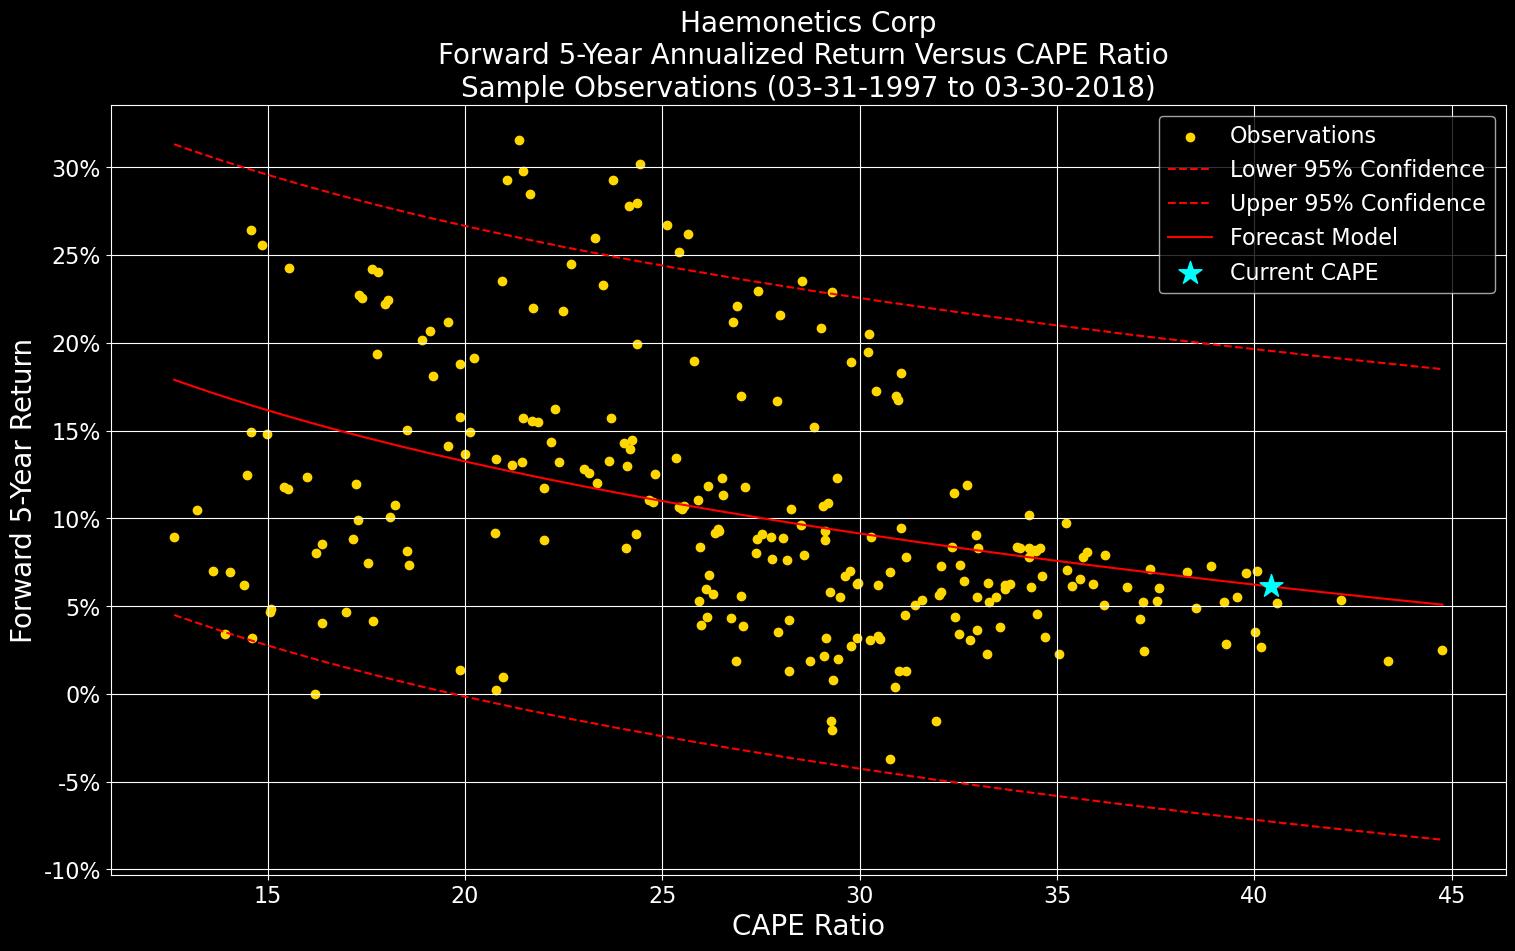 Haemonetics Corp
Forward 5-Year Annualized Return Versus CAPE Ratio
Sample Observations (03-31-1997 to 03-30-2018)
Observations
Lower 95% Confidence
Upper 95% Confidence
Forecast Model
Current CAPE
Forward 5-Year Return
30%
25%
20%
15%
10%
5%
0%
-5%
-10%
15 20 25 30 35 40 45
CAPE Ratio